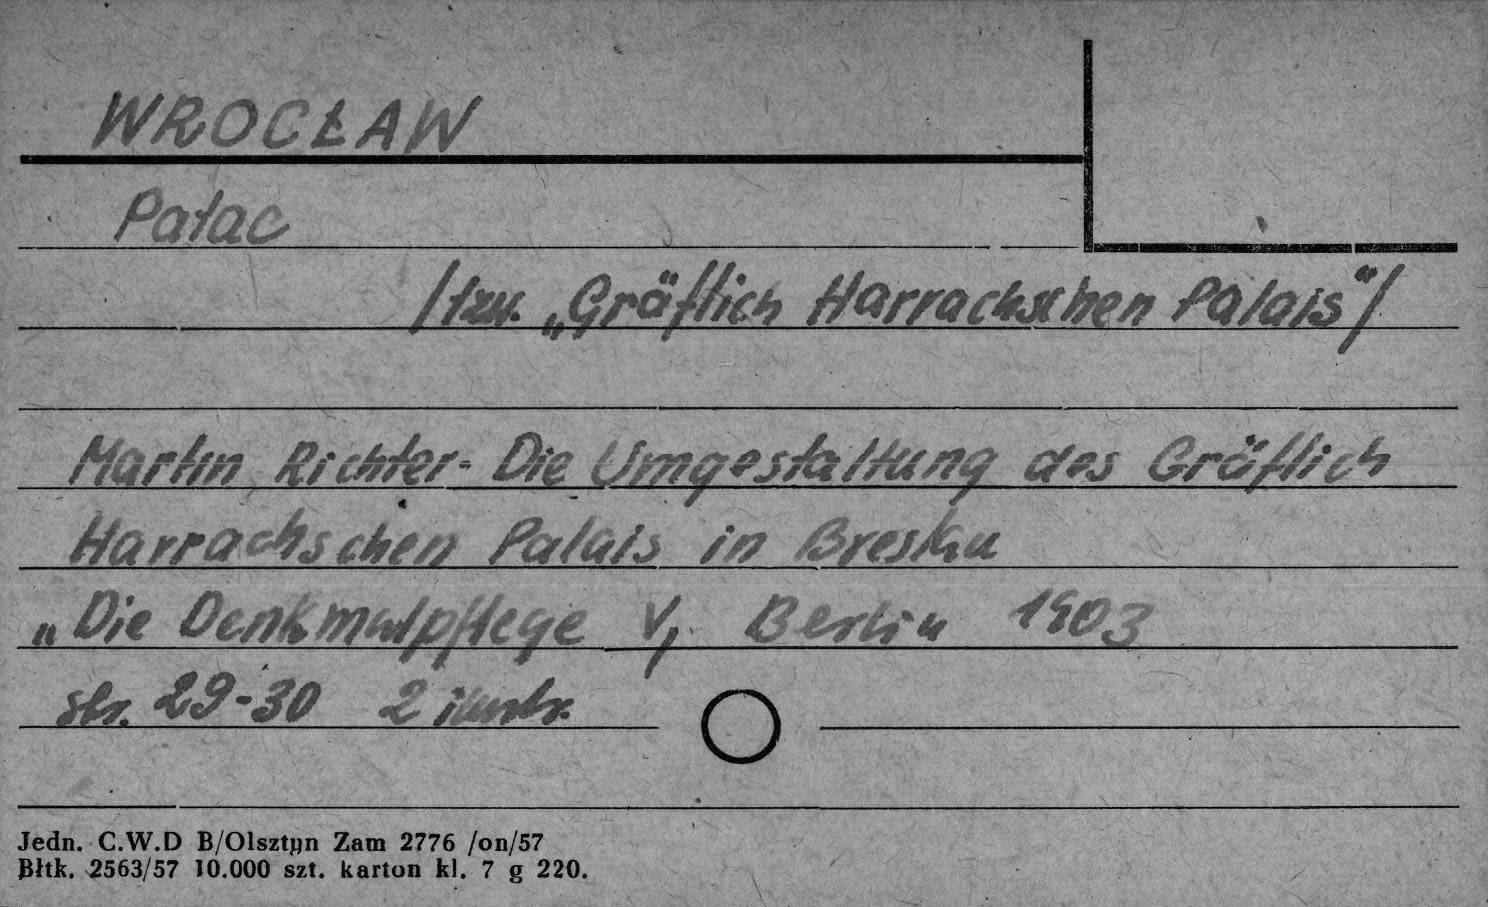 WROCŁAW
Pałac
/tzw. „Gräflich Harrachschen Palais"/
Martin Richter - Die Umgestaltung des Gräflich
Harrachschen Palais in Breslau
„Die Denkmalpflege V, Berlin 1903
str. 29-30 2 ilustr.
Jedn. C.W.D B/Olsztyn Zam 2776 /on/57
Błtk. 2563/57 10.000 szt. karton kl. 7 g 220.